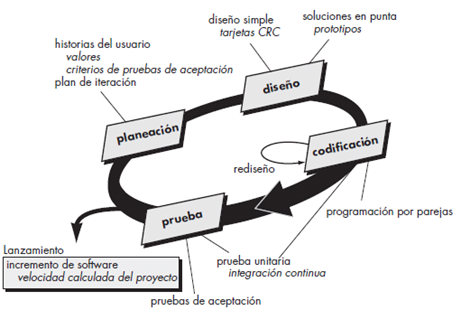 diseño simple
tarjetas CRC
soluciones en punta
prototipos
historias del usuario
valores
criterios de pruebas de aceptación
plan de iteración
diseño
planeación
codificación
rediseño
prueba
programación por parejas
Lanzamiento
incremento de software
velocidad calculada del proyecto
prueba unitaria
integración continua
pruebas de aceptación